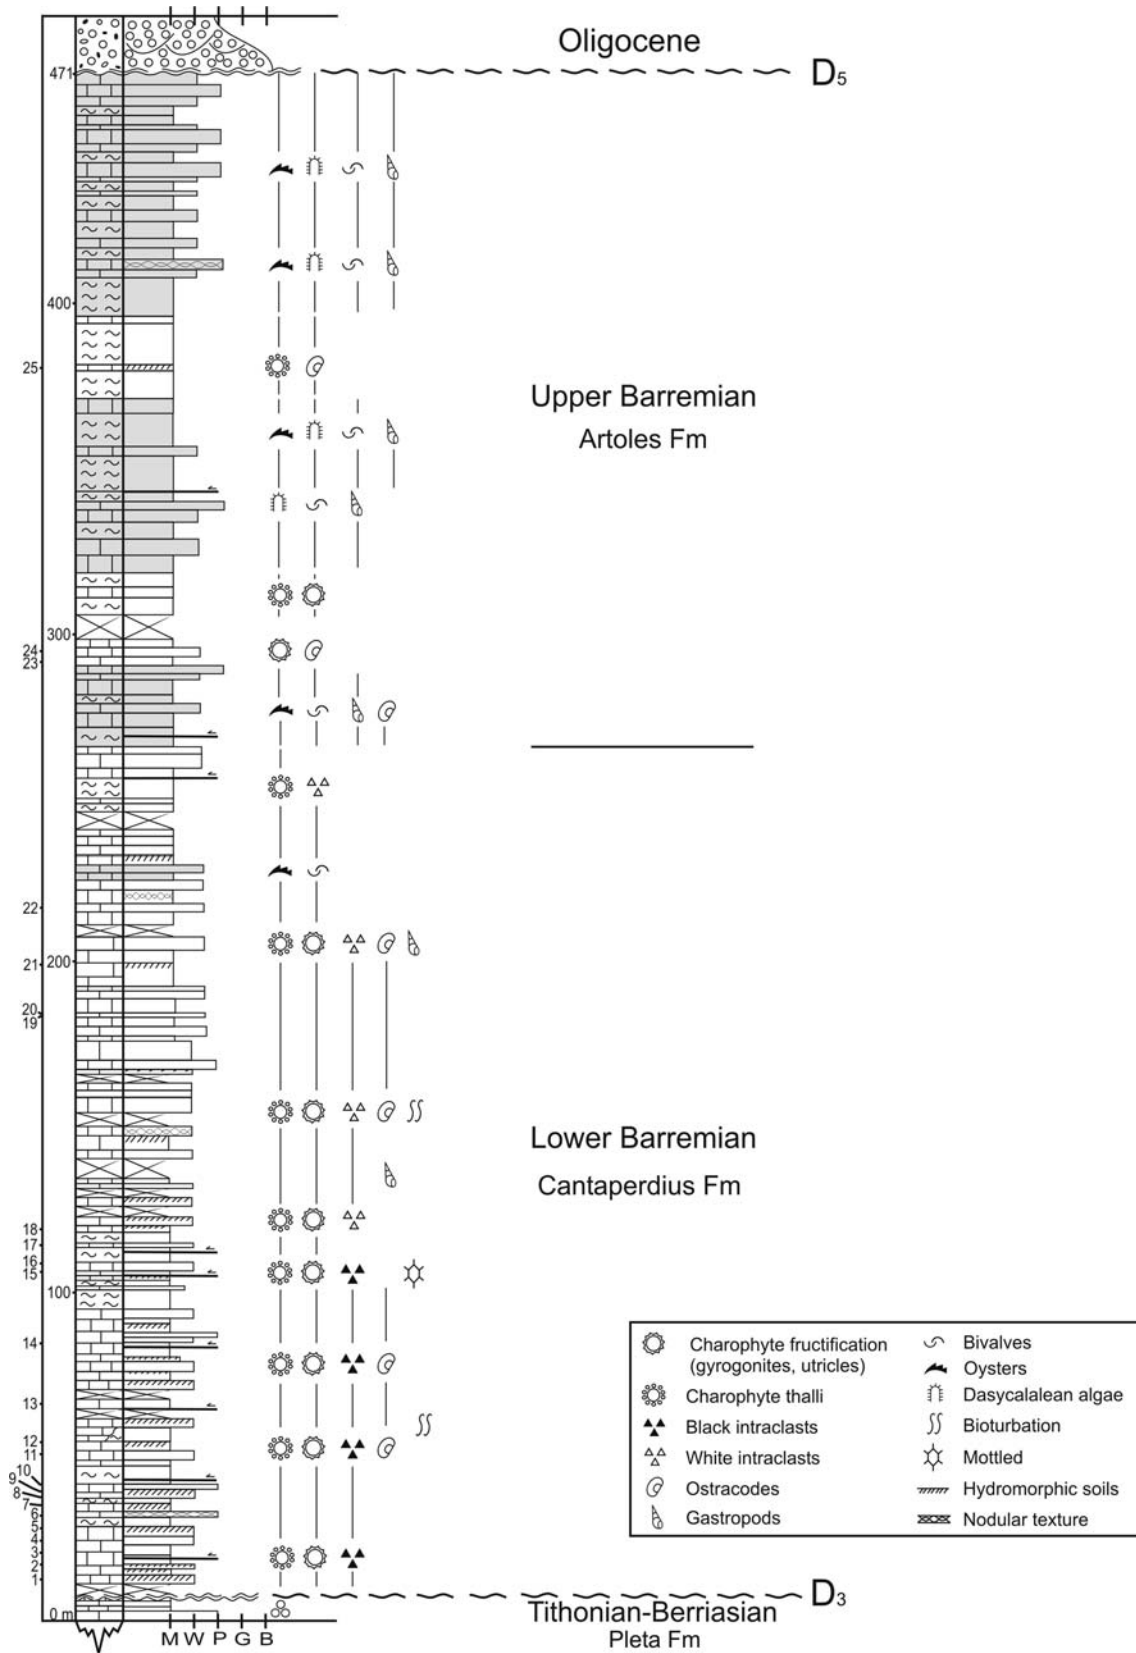 Oligocene
471
D5
400
25
Upper Barremian
Artoles Fm
300
24
23
22
200
21
20
19
Lower Barremian
Cantaperdius Fm
18
17
16
15
100
14
13
12
11
10
9
8
7
6
5
4
3
2
1
0 m
D3
Tithonian-Berriasian
Pleta Fm
M W P G B
Charophyte fructification
(gyrogonites, utricles)
Charophyte thalli
Black intraclasts
White intraclasts
Ostracodes
Gastropods
Bivalves
Oysters
Dasycalalean algae
Bioturbation
Mottled
Hydromorphic soils
Nodular texture